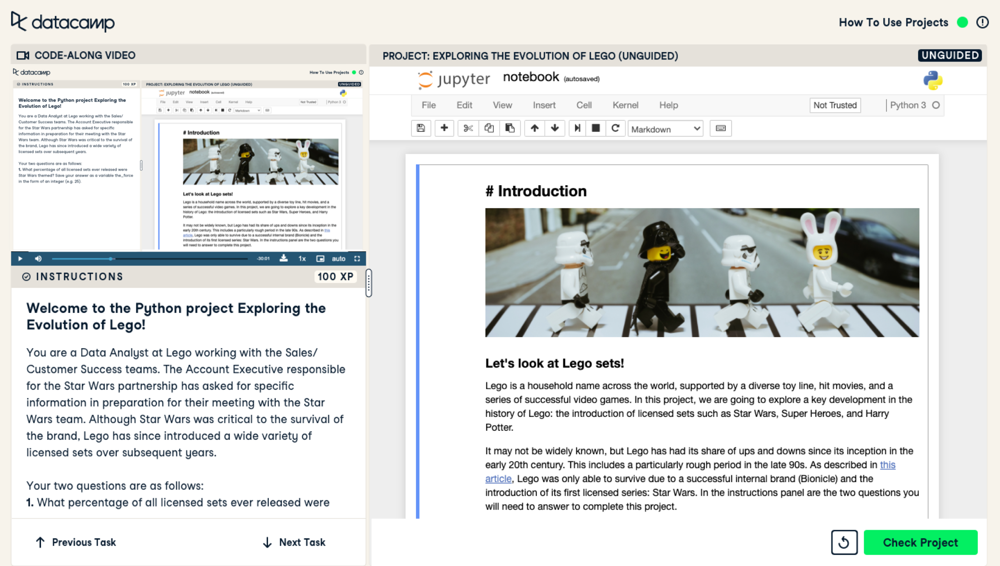 datacamp
How To Use Projects
CODE-ALONG VIDEO
datacamp
How To Use Projects
INSTRUCTIONS
100 XP
PROJECT: EXPLORING THE EVOLUTION OF LEGO (UNGUIDED)
UNGUIDED
Welcome to the Python project Exploring the
Evolution of Lego!
You are a Data Analyst at Lego working with the Sales/
Customer Success teams. The Account Executive responsible
for the Star Wars partnership has asked for specific
information in preparation for their meeting with the Star
Wars team. Although Star Wars was critical to the survival of
the brand, Lego has since introduced a wide variety of
licensed sets over subsequent years.
Your two questions are as follows:
1. What percentage of all licensed sets ever released were
Star Wars themed? Save your answer as a variable the_force
in the form of an integer (e.g. 25).
jupyter notebook (autosaved)
File Edit View Insert Cell Kernel Help
Not Trusted
Python 3
Markdown
# Introduction
Let's look at Lego sets!
Lego is a household name across the world, supported by a diverse toy line, hit movies, and a
series of successful video games. In this project, we are going to explore a key development in the
history of Lego: the introduction of licensed sets such as Star Wars, Super Heroes, and Harry
Potter.
It may not be widely known, but Lego has had its share of ups and downs since its inception in the
early 20th century. This includes a particularly rough period in the late 90s. As described in this
article, Lego was only able to survive due to a successful internal brand (Bionicle) and the
introduction of its first licensed series: Star Wars. In the instructions panel are the two questions you
will need to answer to complete this project.
-30:01
1x
auto
INSTRUCTIONS
100 XP
Welcome to the Python project Exploring the
Evolution of Lego!
You are a Data Analyst at Lego working with the Sales/
Customer Success teams. The Account Executive responsible
for the Star Wars partnership has asked for specific
information in preparation for their meeting with the Star
Wars team. Although Star Wars was critical to the survival of
the brand, Lego has since introduced a wide variety of
licensed sets over subsequent years.
Your two questions are as follows:
1. What percentage of all licensed sets ever released were
Previous Task
Next Task
PROJECT: EXPLORING THE EVOLUTION OF LEGO (UNGUIDED)
UNGUIDED
jupyter notebook (autosaved)
File Edit View Insert Cell Kernel Help
Not Trusted
Python 3
Markdown
# Introduction
Let's look at Lego sets!
Lego is a household name across the world, supported by a diverse toy line, hit movies, and a
series of successful video games. In this project, we are going to explore a key development in the
history of Lego: the introduction of licensed sets such as Star Wars, Super Heroes, and Harry
Potter.
It may not be widely known, but Lego has had its share of ups and downs since its inception in the
early 20th century. This includes a particularly rough period in the late 90s. As described in this
article, Lego was only able to survive due to a successful internal brand (Bionicle) and the
introduction of its first licensed series: Star Wars. In the instructions panel are the two questions you
will need to answer to complete this project.
Check Project